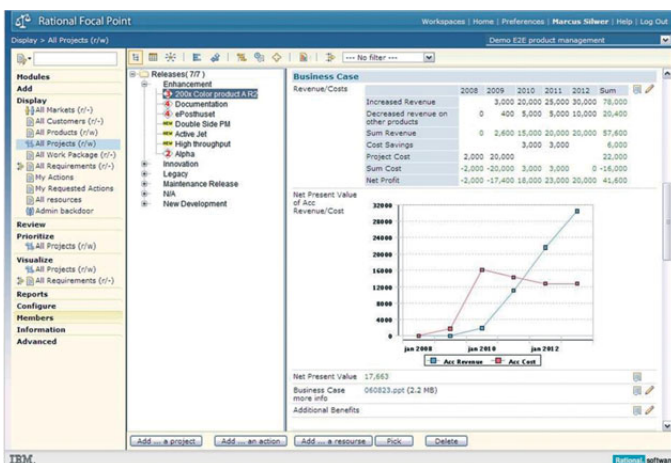 Rational Focal Point
Workspaces | Home | Preferences | Marcus Silwer | Help | Log Out
Display > All Projects (r/w)
Demo E2E product management
--- No filter ---
Modules
Add
Display
All Markets (r/-)
All Customers (r/-)
All Products (r/w)
All Projects (r/w)
All Work Package (r/-)
All Requirements (r/-)
My Actions
My Requested Actions
All resources
Admin backdoor
Review
Prioritize
All Projects (r/w)
Visualize
All Projects (r/w)
All Requirements (r/-)
Reports
Configure
Members
Information
Advanced
Releases( 7/7 )
Enhancement
200x Color product A R2
4 Documentation
4 ePosthuset
NEW Double Side PM
NEW Active Jet
NEW High throughput
2 Alpha
Innovation
Legacy
Maintenance Release
N/A
New Development
Business Case
Revenue/Costs
2008 2009 2010 2011 2012 Sum
Increased Revenue 3,000 20,000 25,000 30,000 78,000
Decreased revenue on other products 0 400 5,000 5,000 10,000 20,400
Sum Revenue 0 2,600 15,000 20,000 20,000 57,600
Cost Savings 3,000 3,000 6,000
Project Cost 2,000 20,000 22,000
Sum Cost -2,000 -20,000 3,000 3,000 0 -16,000
Net Profit -2,000 -17,400 18,000 23,000 20,000 41,600
Net Present Value
of Acc
Revenue/Cost
32000
28000
24000
20000
16000
12000
8000
4000
0
jan 2008 jan 2010 jan 2012
Acc Revenue Acc Cost
Net Present Value 17,663
Business Case
more info
060823.ppt (2.2 MB)
Additional Benefits
Add ... a project Add ... an action Add ... a resourse Pick Delete
IBM.
Rational. software